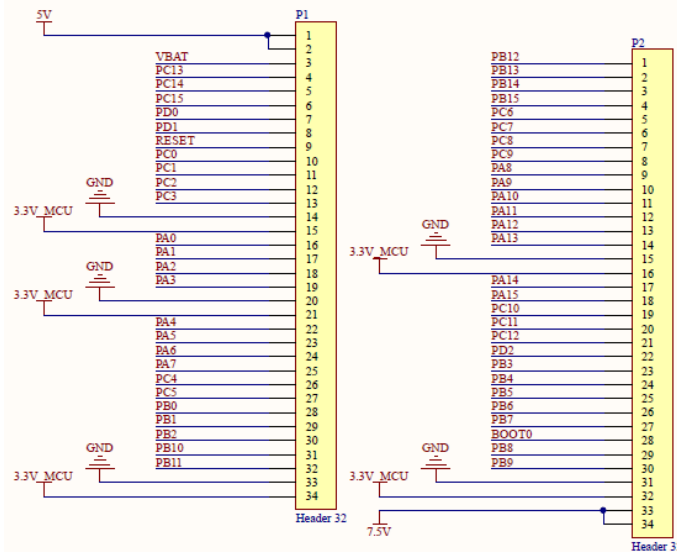 5V
P1
1
2
VBAT 3
PC13 4
PC14 5
PC15 6
PD0 7
PD1 8
RESET 9
PC0 10
PC1 11
PC2 12
PC3 13
GND 14
3.3V_MCU 15
PA0 16
PA1 17
PA2 18
PA3 19
GND 20
3.3V_MCU 21
PA4 22
PA5 23
PA6 24
PA7 25
PC4 26
PC5 27
PB0 28
PB1 29
PB2 30
PB10 31
PB11 32
GND 33
3.3V_MCU 34
Header 32
P2
PB12 1
PB13 2
PB14 3
PB15 4
PC6 5
PC7 6
PC8 7
PC9 8
PA8 9
PA9 10
PA10 11
PA11 12
PA12 13
PA13 14
GND 15
3.3V_MCU 16
PA14 17
PA15 18
PC10 19
PC11 20
PC12 21
PD2 22
PB3 23
PB4 24
PB5 25
PB6 26
PB7 27
BOOT0 28
PB8 29
PB9 30
GND 31
3.3V_MCU 32
33
7.5V 34
Header 3